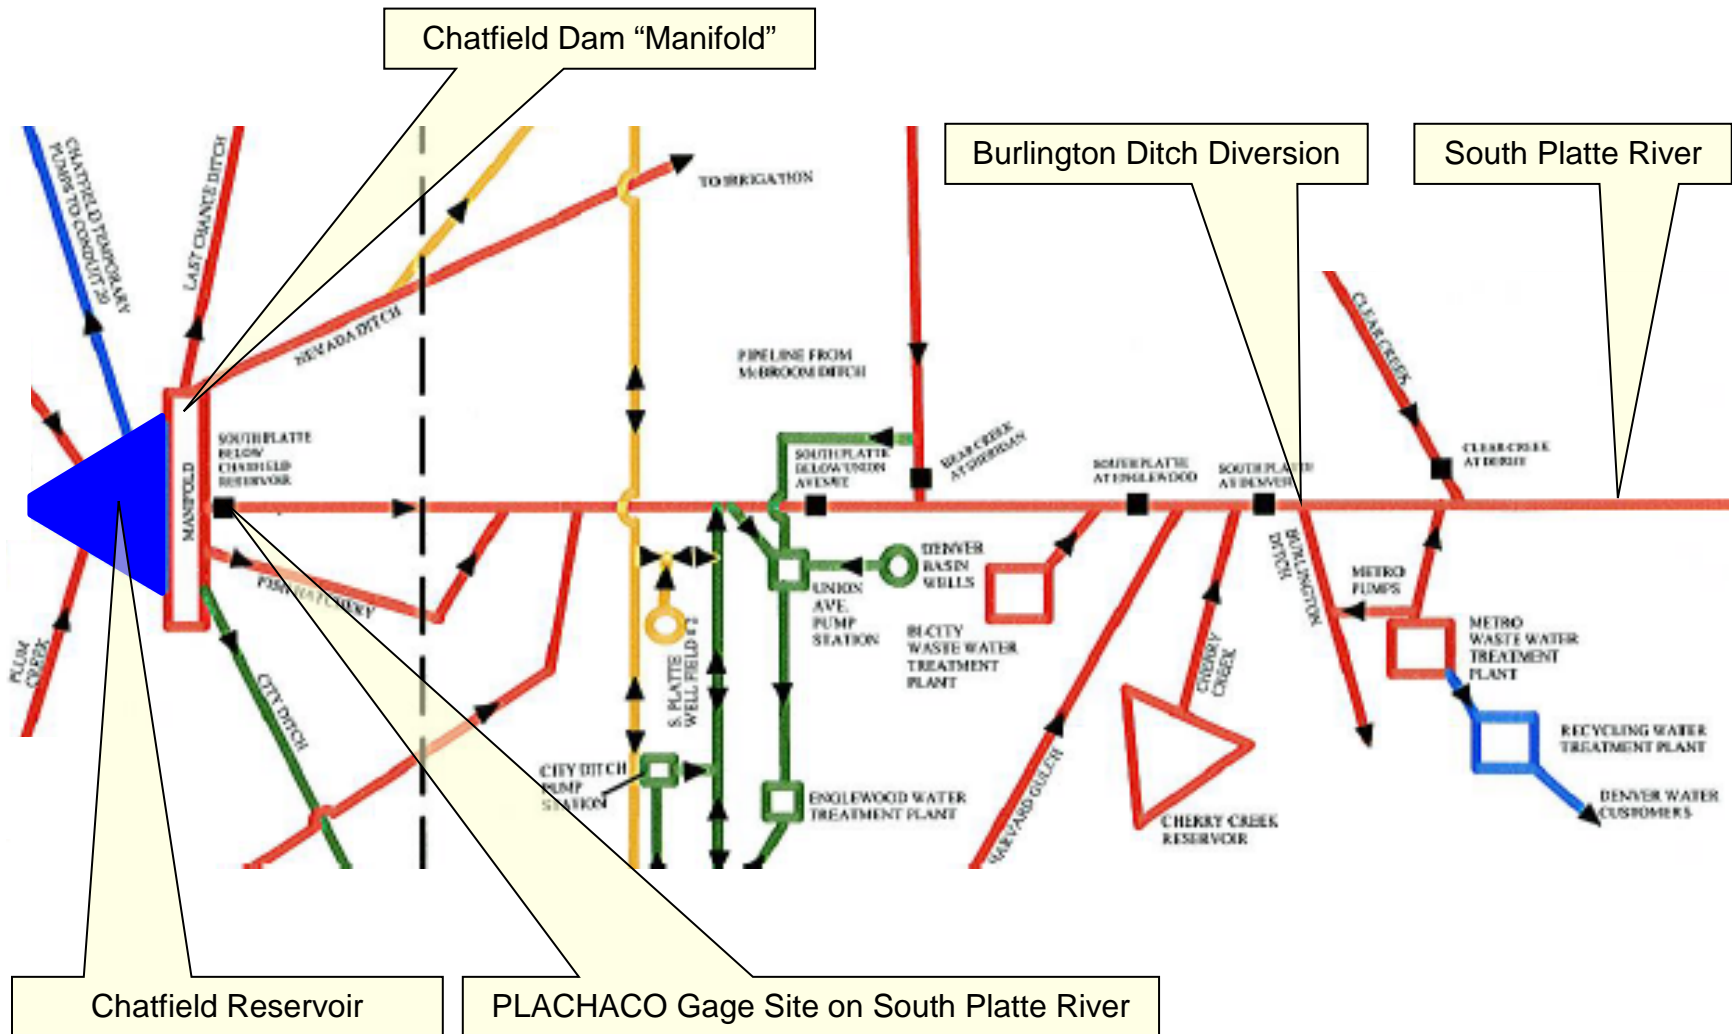 Chatfield Dam “Manifold”
Burlington Ditch Diversion
South Platte River
CHATFIELD TEMPORARY
PUMPS TO CONDUIT 20
LAST CHANCE DITCH
TO IRRIGATION
NEVADA DITCH
PIPELINE FROM
McBROOM DITCH
CLEAR CREEK
SOUTH PLATTE
BELOW
CHATFIELD
RESERVOIR
MANIFOLD
SOUTH PLATTE
BELOW UNION
AVENUE
BEAR CREEK
AT SHERIDAN
SOUTH PLATTE
AT ENGLEWOOD
SOUTH PLATTE
AT DENVER
CLEAR CREEK
AT DERBY
FISH HATCHERY
PLUM
CREEK
CITY DITCH
S. PLATTE
WELL FIELD # 2
UNION
AVE.
PUMP
STATION
DENVER
BASIN
WELLS
BI-CITY
WASTE WATER
TREATMENT
PLANT
CHERRY
CREEK
BURLINGTON
DITCH
METRO
PUMPS
METRO
WASTE WATER
TREATMENT
PLANT
RECYCLING WATER
TREATMENT PLANT
DENVER WATER
CUSTOMERS
CITY DITCH
PUMP
STATION
ENGLEWOOD WATER
TREATMENT PLANT
HARVARD GULCH
CHERRY CREEK
RESERVOIR
Chatfield Reservoir
PLACHACO Gage Site on South Platte River